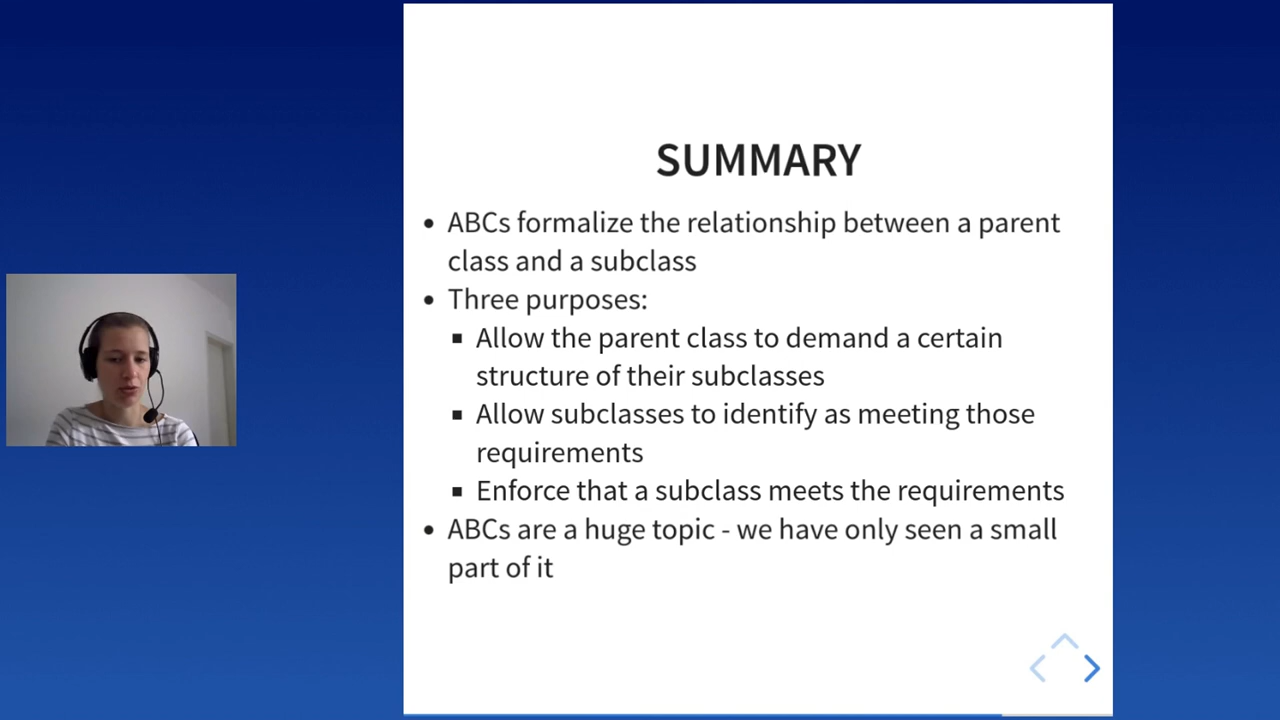 SUMMARY
• ABCs formalize the relationship between a parent
class and a subclass
• Three purposes:
▪ Allow the parent class to demand a certain
structure of their subclasses
▪ Allow subclasses to identify as meeting those
requirements
▪ Enforce that a subclass meets the requirements
• ABCs are a huge topic - we have only seen a small
part of it